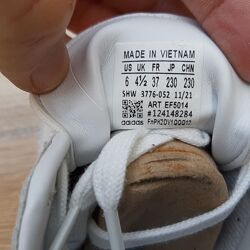 MADE IN VIETNAM
US UK FR JP CHN
6 4½ 37 230 230
SHW 3776-052 11/21
ART EF5014
#124148284
adidas